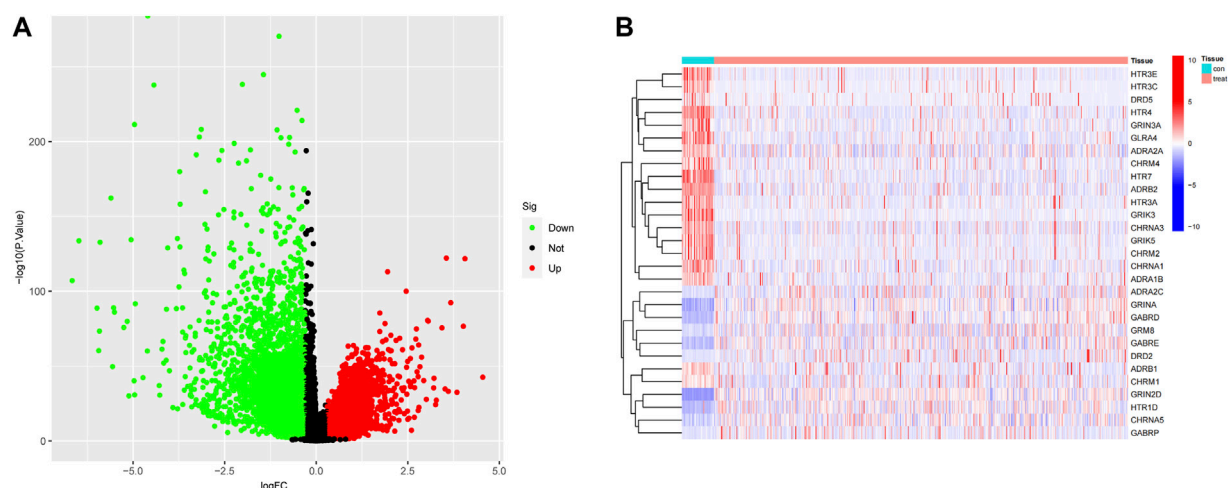 A
−log10(P.Value)
200
100
0
−5.0
−2.5
0.0
2.5
5.0
logFC
Sig
Down
Not
Up
B
Tissue
HTR3E
HTR3C
DRD5
HTR4
GRIN3A
GLRA4
ADRA2A
CHRM4
HTR7
ADRB2
HTR3A
GRIK3
CHRNA3
GRIK5
CHRM2
CHRNA1
ADRA1B
ADRA2C
GRINA
GABRD
GRM8
GABRE
DRD2
ADRB1
CHRM1
GRIN2D
HTR1D
CHRNA5
GABRP
10
5
0
−5
−10
Tissue
con
treat